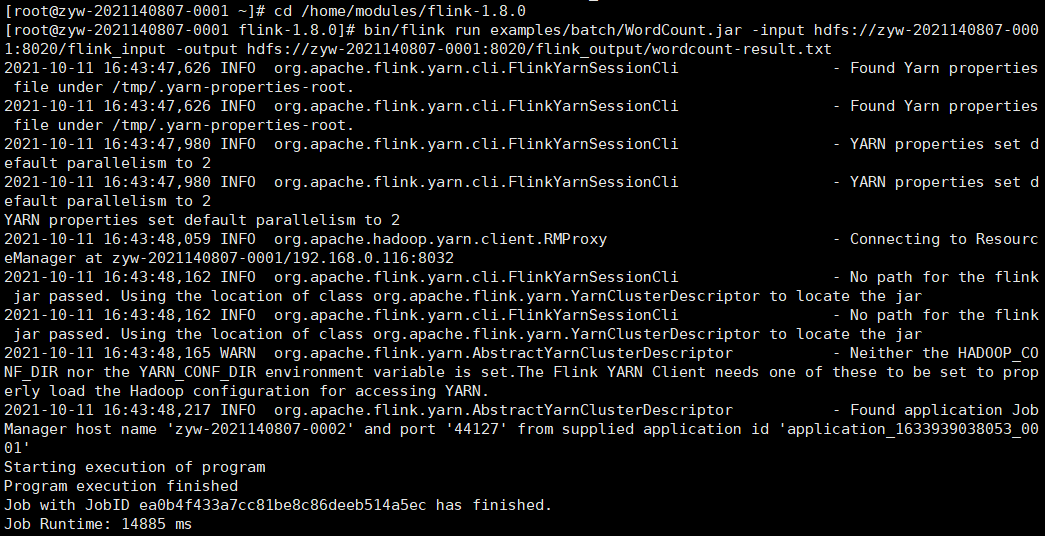 [root@zyw-2021140807-0001 ~]# cd /home/modules/flink-1.8.0
[root@zyw-2021140807-0001 flink-1.8.0]# bin/flink run examples/batch/WordCount.jar -input hdfs://zyw-2021140807-000
1:8020/flink_input -output hdfs://zyw-2021140807-0001:8020/flink_output/wordcount-result.txt
2021-10-11 16:43:47,626 INFO  org.apache.flink.yarn.cli.FlinkYarnSessionCli                 - Found Yarn properties
 file under /tmp/.yarn-properties-root.
2021-10-11 16:43:47,626 INFO  org.apache.flink.yarn.cli.FlinkYarnSessionCli                 - Found Yarn properties
 file under /tmp/.yarn-properties-root.
2021-10-11 16:43:47,980 INFO  org.apache.flink.yarn.cli.FlinkYarnSessionCli                 - YARN properties set d
efault parallelism to 2
2021-10-11 16:43:47,980 INFO  org.apache.flink.yarn.cli.FlinkYarnSessionCli                 - YARN properties set d
efault parallelism to 2
YARN properties set default parallelism to 2
2021-10-11 16:43:48,059 INFO  org.apache.hadoop.yarn.client.RMProxy                         - Connecting to Resourc
eManager at zyw-2021140807-0001/192.168.0.116:8032
2021-10-11 16:43:48,162 INFO  org.apache.flink.yarn.cli.FlinkYarnSessionCli                 - No path for the flink
 jar passed. Using the location of class org.apache.flink.yarn.YarnClusterDescriptor to locate the jar
2021-10-11 16:43:48,162 INFO  org.apache.flink.yarn.cli.FlinkYarnSessionCli                 - No path for the flink
 jar passed. Using the location of class org.apache.flink.yarn.YarnClusterDescriptor to locate the jar
2021-10-11 16:43:48,165 WARN  org.apache.flink.yarn.AbstractYarnClusterDescriptor           - Neither the HADOOP_CO
NF_DIR nor the YARN_CONF_DIR environment variable is set.The Flink YARN Client needs one of these to be set to prop
erly load the Hadoop configuration for accessing YARN.
2021-10-11 16:43:48,217 INFO  org.apache.flink.yarn.AbstractYarnClusterDescriptor           - Found application Job
Manager host name 'zyw-2021140807-0002' and port '44127' from supplied application id 'application_1633939038053_00
01'
Starting execution of program
Program execution finished
Job with JobID ea0b4f433a7cc81be8c86deeb514a5ec has finished.
Job Runtime: 14885 ms